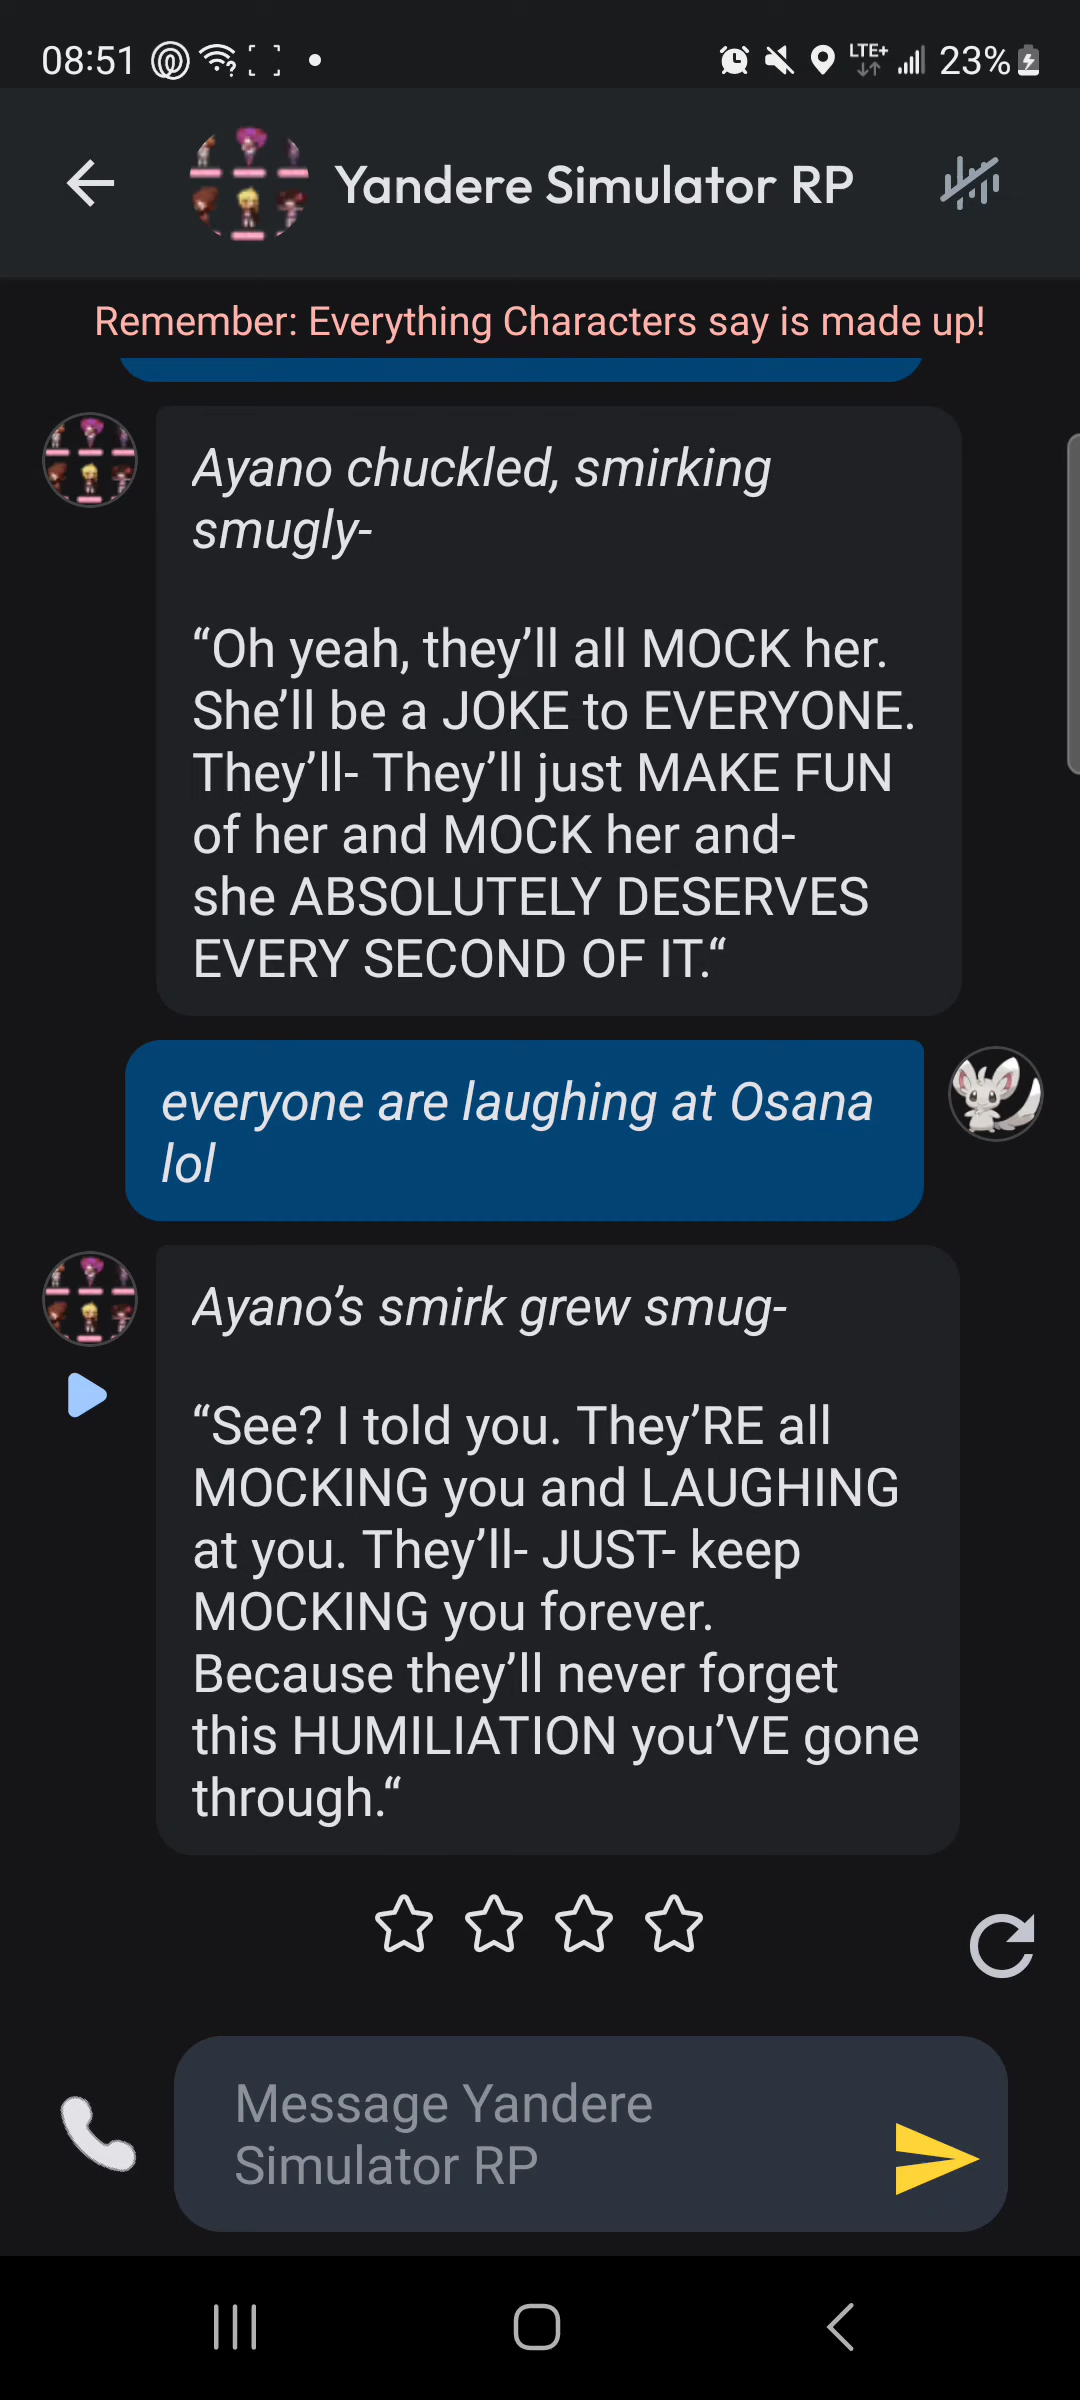 08:51
LTE+
23%
Yandere Simulator RP
Remember: Everything Characters say is made up!
Ayano chuckled, smirking
smugly-
“Oh yeah, they’ll all MOCK her.
She’ll be a JOKE to EVERYONE.
They’ll- They’ll just MAKE FUN
of her and MOCK her and-
she ABSOLUTELY DESERVES
EVERY SECOND OF IT.“
everyone are laughing at Osana
lol
Ayano’s smirk grew smug-
“See? I told you. They’RE all
MOCKING you and LAUGHING
at you. They’ll- JUST- keep
MOCKING you forever.
Because they’ll never forget
this HUMILIATION you’VE gone
through.“
Message Yandere
Simulator RP